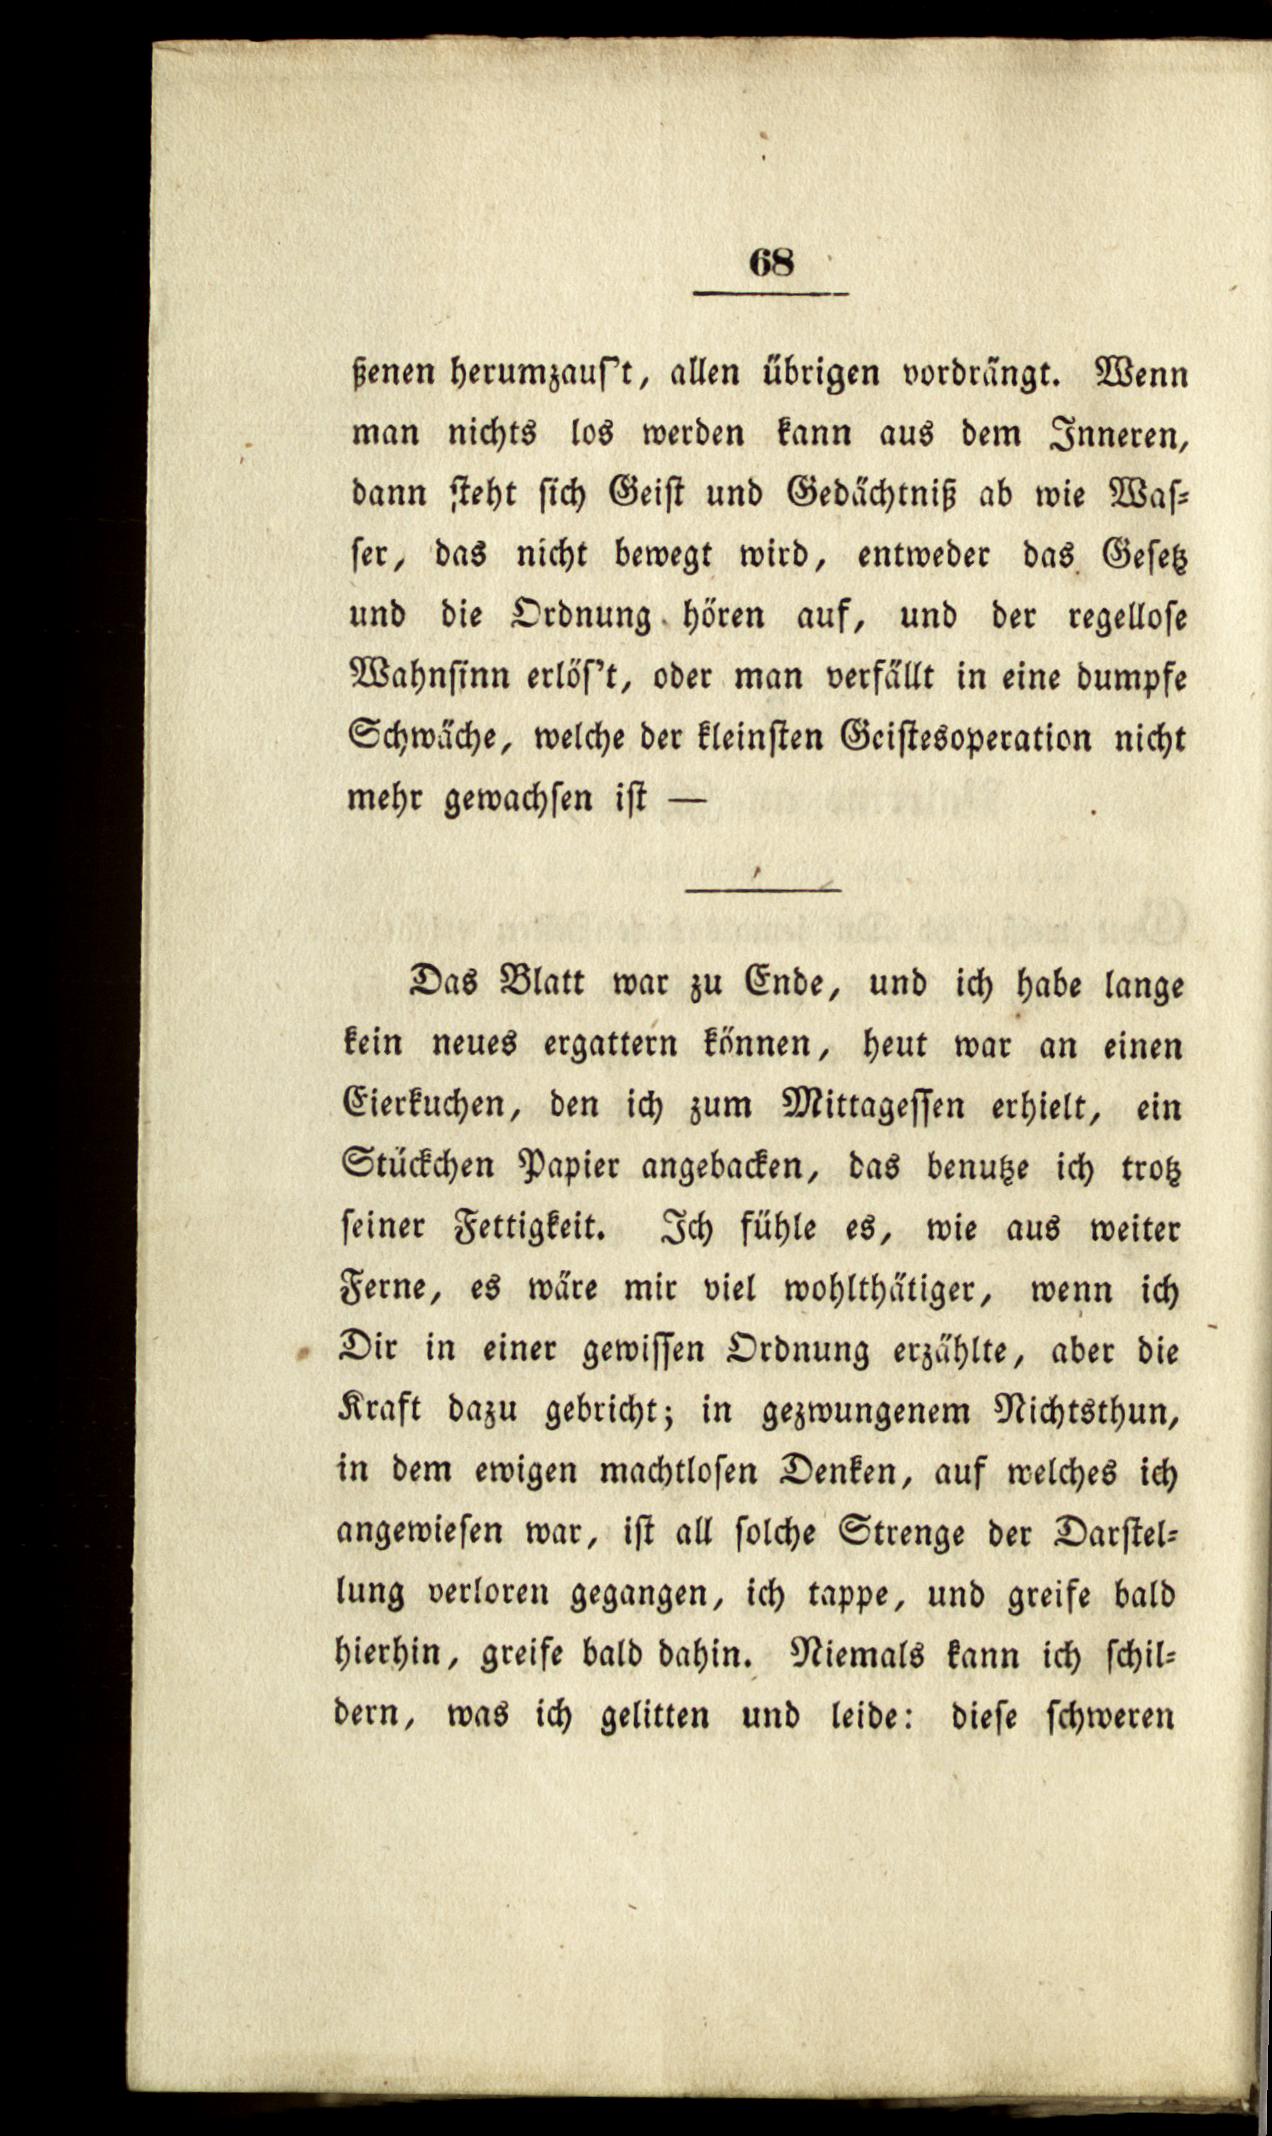 68
ßenen herumzauſ't, allen übrigen vordrängt. Wenn
man nichts los werden kann aus dem Inneren,
dann ſteht ſich Geiſt und Gedächtniß ab wie Waſ-
ſer, das nicht bewegt wird, entweder das Geſetz
und die Ordnung hören auf, und der regelloſe
Wahnſinn erlöſ't, oder man verfällt in eine dumpfe
Schwäche, welche der kleinſten Geiſtesoperation nicht
mehr gewachſen iſt —
Das Blatt war zu Ende, und ich habe lange
kein neues ergattern können, heut war an einen
Eierkuchen, den ich zum Mittageſſen erhielt, ein
Stückchen Papier angebacken, das benutze ich trotz
ſeiner Fettigkeit. Ich fühle es, wie aus weiter
Ferne, es wäre mir viel wohlthätiger, wenn ich
Dir in einer gewiſſen Ordnung erzählte, aber die
Kraft dazu gebricht; in gezwungenem Nichtsthun,
in dem ewigen machtloſen Denken, auf welches ich
angewieſen war, iſt all ſolche Strenge der Darſtel-
lung verloren gegangen, ich tappe, und greife bald
hierhin, greife bald dahin. Niemals kann ich ſchil-
dern, was ich gelitten und leide: dieſe ſchweren